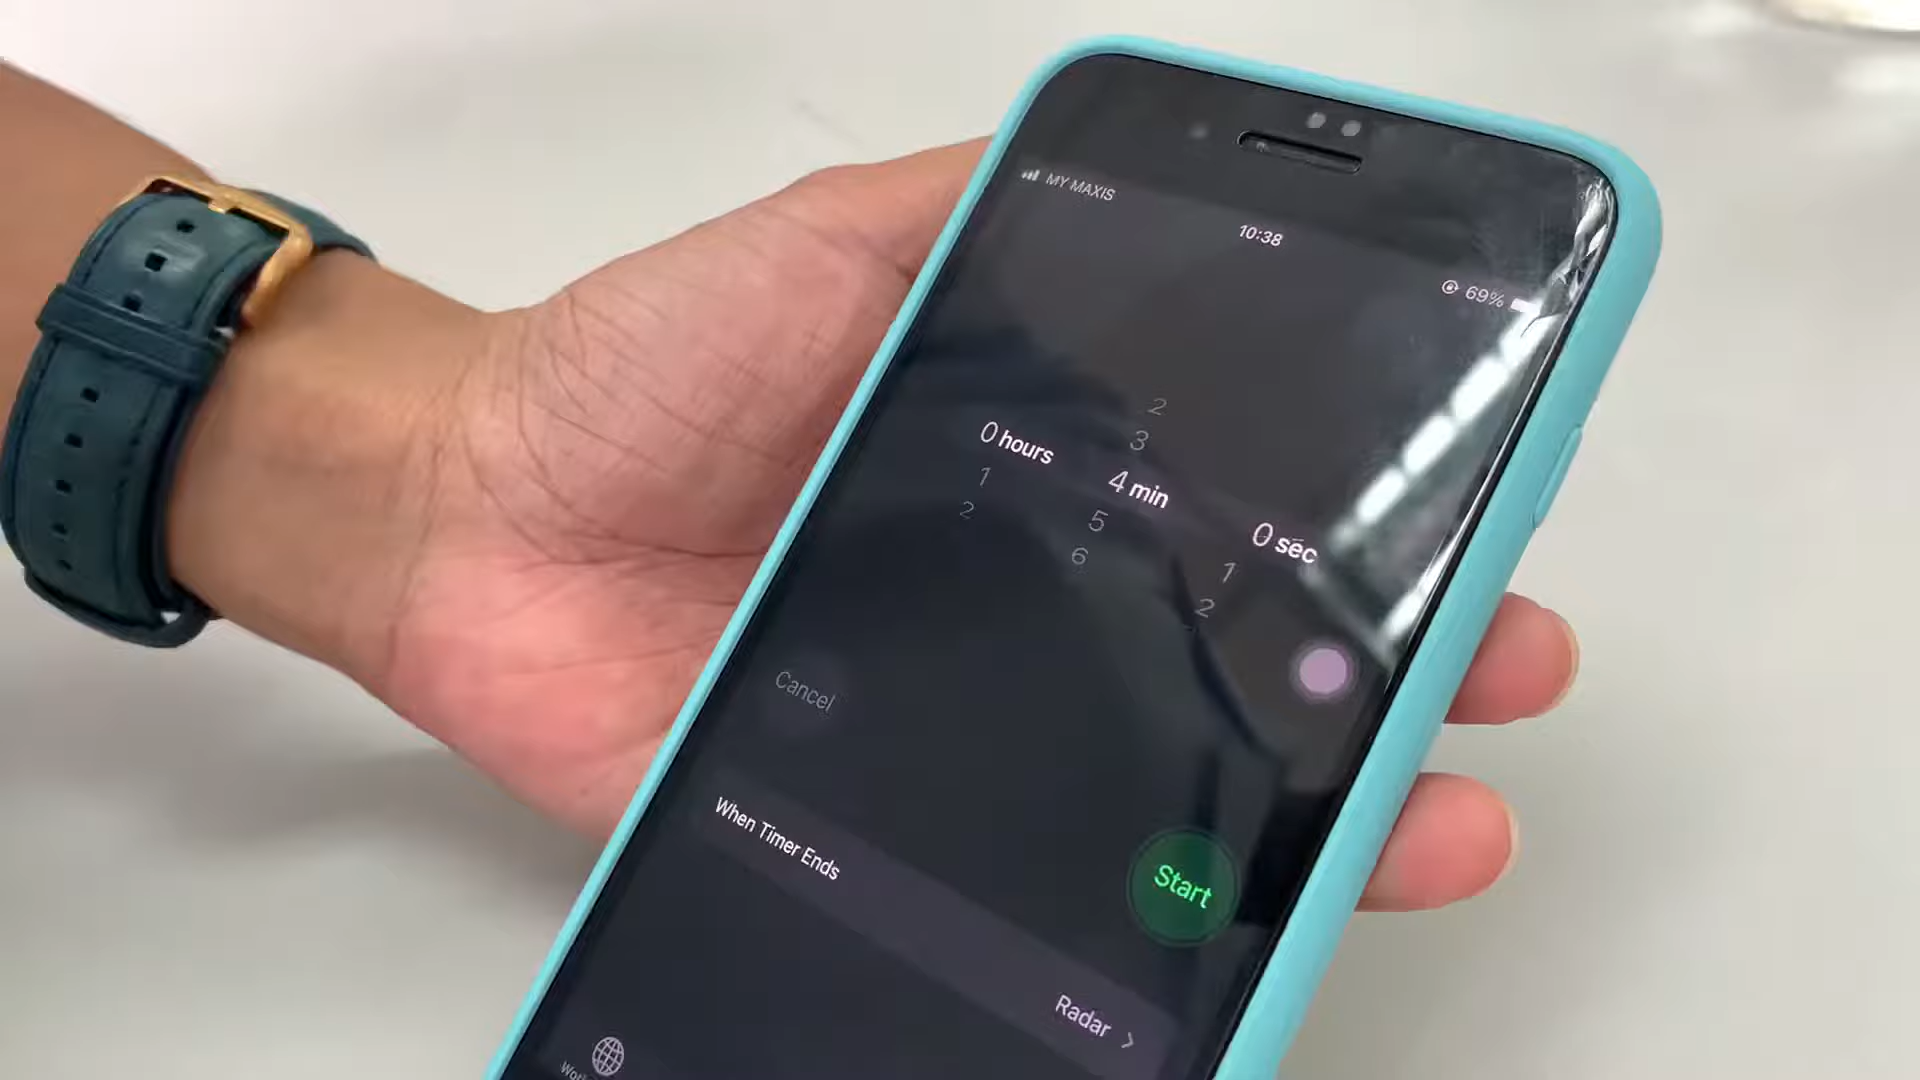 MY MAXIS
10:38
69%
2
3
0 hours 4 min 0 sec
1 5 1
2 6 2
Cancel
Start
When Timer Ends
Radar